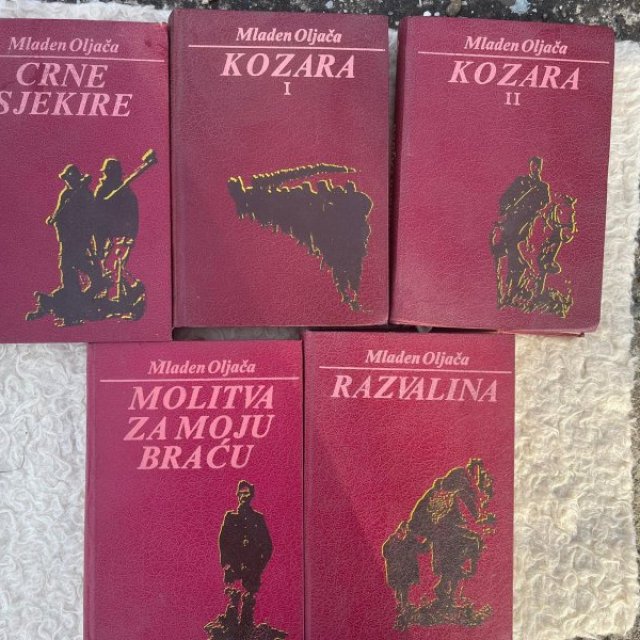 Mladen Oljača
CRNE
SJEKIRE
Mladen Oljača
KOZARA
I
Mladen Oljača
KOZARA
II
Mladen Oljača
MOLITVA
ZA MOJU
BRAĆU
Mladen Oljača
RAZVALINA